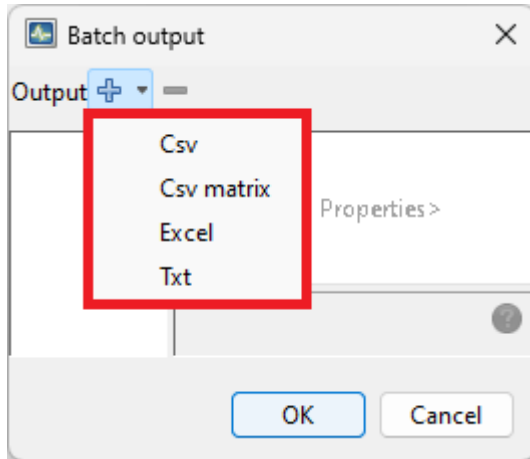 Batch output
Output
Csv
Csv matrix
Properties>
Excel
Txt
OK Cancel